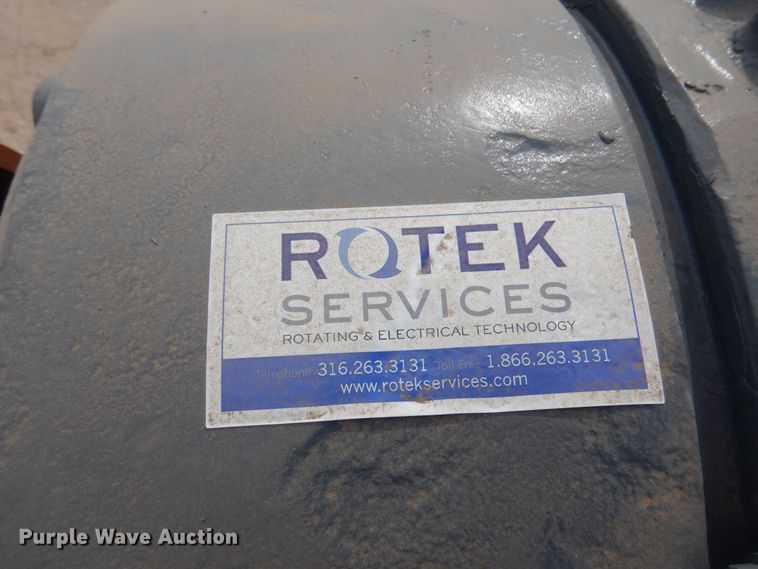 ROTEK
SERVICES
ROTATING & ELECTRICAL TECHNOLOGY
Telephone 316.263.3131 Toll Free 1.866.263.3131
www.rotekservices.com
Purple Wave Auction